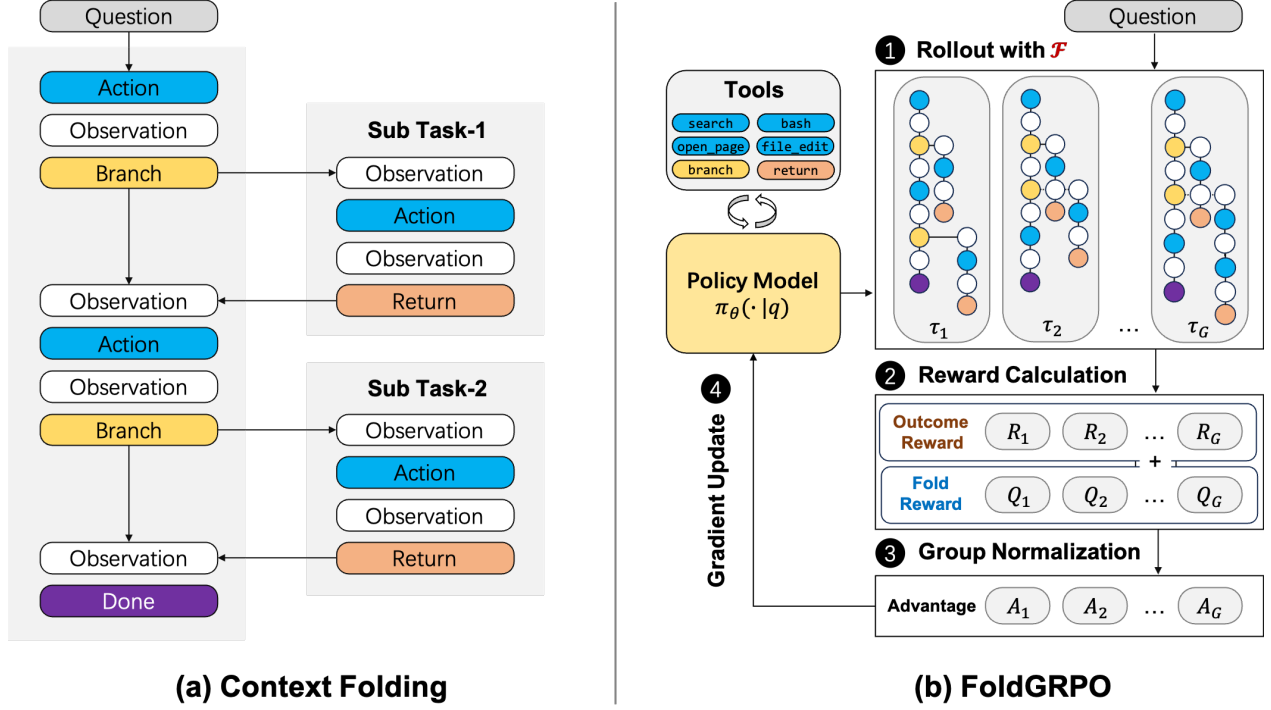 Question
Action
Observation
Branch
Observation
Action
Observation
Branch
Observation
Done
Sub Task-1
Observation
Action
Observation
Return
Sub Task-2
Observation
Action
Observation
Return
(a) Context Folding
Question
1 Rollout with ℱ
Tools
search bash
open_page file_edit
branch return
Policy Model
π_θ(· |q)
τ_1 τ_2 ... τ_G
2 Reward Calculation
Outcome
Reward
R_1 R_2 ... R_G
+
Fold
Reward
Q_1 Q_2 ... Q_G
3 Group Normalization
Advantage A_1 A_2 ... A_G
4 Gradient Update
(b) FoldGRPO